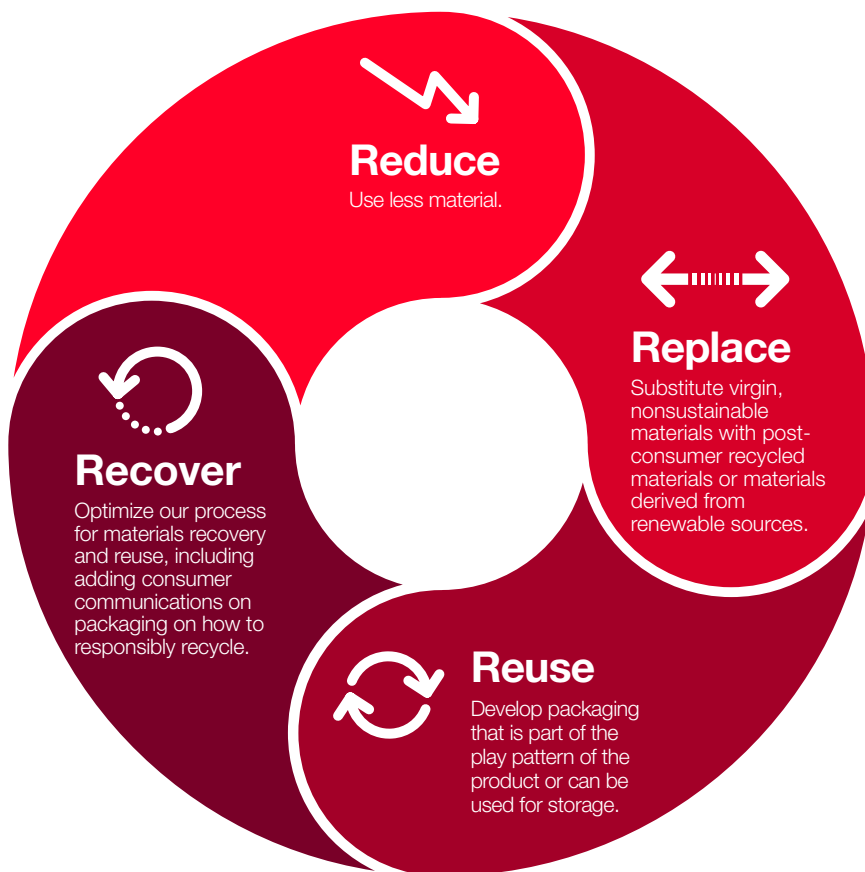 Reduce
Use less material.
Replace
Substitute virgin,
nonsustainable
materials with post-
consumer recycled
materials or materials
derived from
renewable sources.
Reuse
Develop packaging
that is part of the
play pattern of the
product or can be
used for storage.
Recover
Optimize our process
for materials recovery
and reuse, including
adding consumer
communications on
packaging on how to
responsibly recycle.